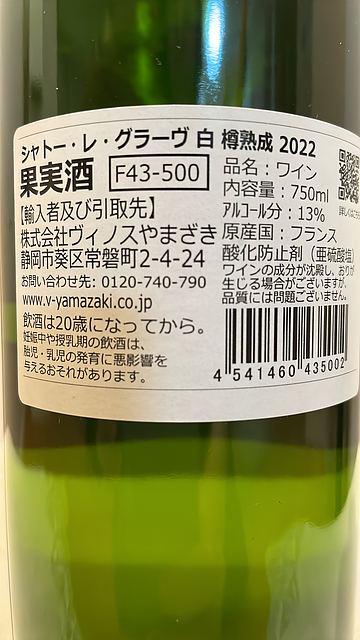 シャトー・レ・グラーヴ 白 樽熟成 2022
果実酒 F43-500
【輸入者及び引取先】
株式会社ヴィノスやまざき
静岡市葵区常磐町2-4-24
お問い合わせ先: 0120-740-790
www.v-yamazaki.co.jp
飲酒は20歳になってから。
妊娠中や授乳期の飲酒は、
胎児・乳児の発育に悪影響を
与えるおそれがあります。
品名：ワイン
内容量：750ml
アルコール分：13%
原産国：フランス
酸化防止剤（亜硫酸塩）
ワインの成分が沈殿し、おり
生じる場合がございますが、
品質には問題ございません。
4 541460 435002